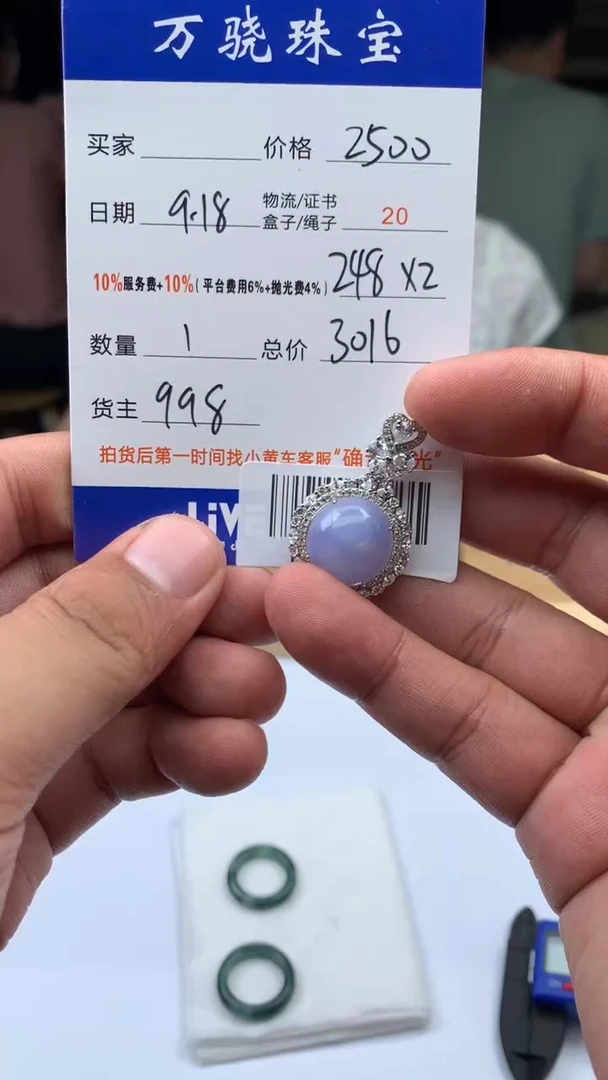 万骁珠宝
买家 价格 2500
日期 9.18 物流/证书 盒子/绳子 20
10%服务费+10%(平台费用6%+抛光费4%) 248 X2
数量 1 总价 3016
货主 998
拍货后第一时间找小黄车客服"确 光"
LiV